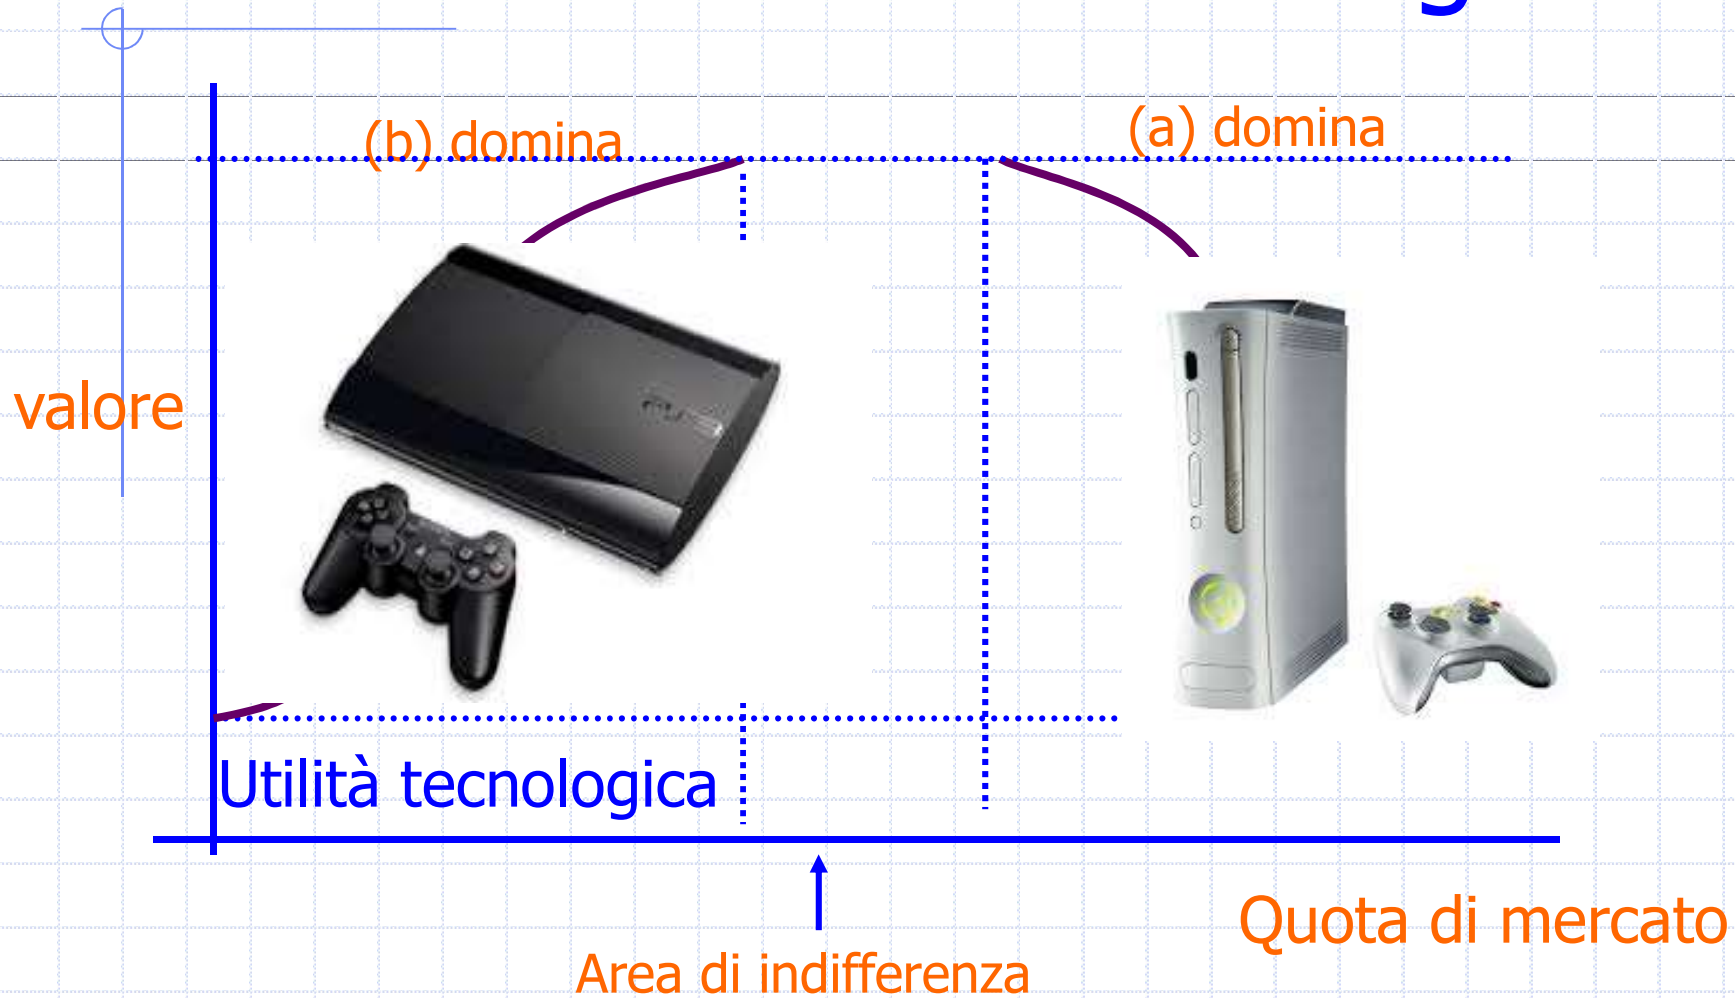 (b) domina
(a) domina
valore
Utilità tecnologica
Quota di mercato
Area di indifferenza